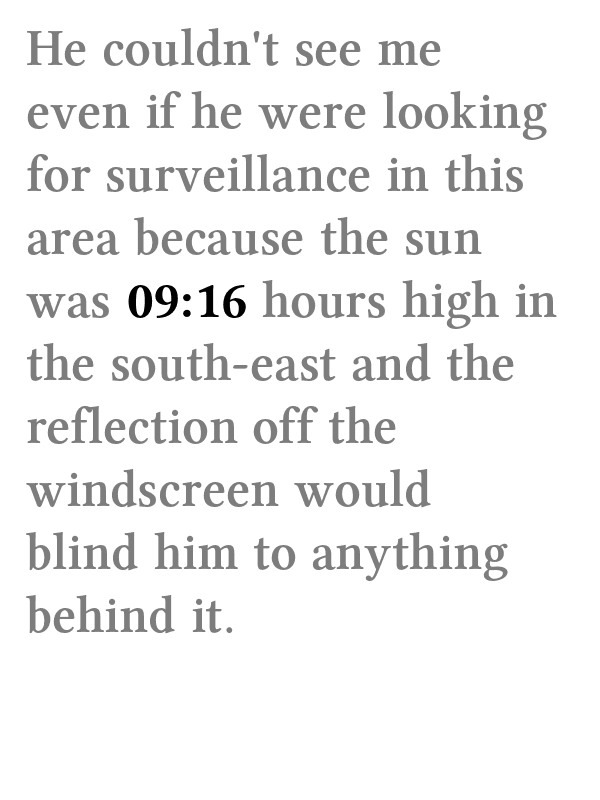 He couldn't see me
even if he were looking
for surveillance in this
area because the sun
was 09:16 hours high in
the south-east and the
reflection off the
windscreen would
blind him to anything
behind it.